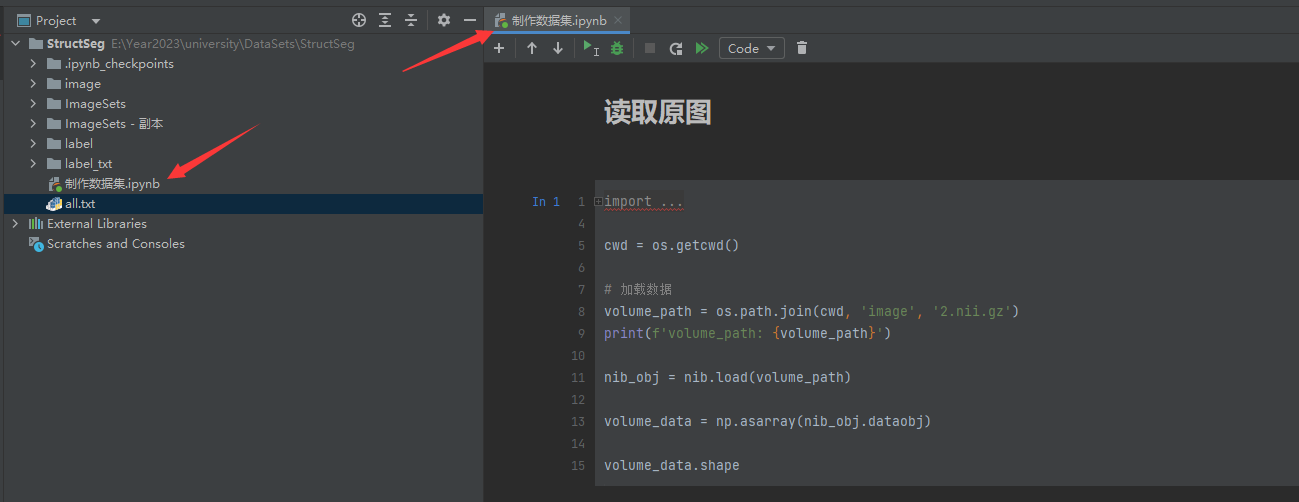 Project
制作数据集.ipynb
StructSeg E:\Year2023\university\DataSets\StructSeg
.ipynb_checkpoints
image
ImageSets
ImageSets - 副本
label
label_txt
制作数据集.ipynb
all.txt
External Libraries
Scratches and Consoles
Code
读取原图
In 1
1 import ...
4
5 cwd = os.getcwd()
6
7 # 加载数据
8 volume_path = os.path.join(cwd, 'image', '2.nii.gz')
9 print(f'volume_path: {volume_path}')
10
11 nib_obj = nib.load(volume_path)
12
13 volume_data = np.asarray(nib_obj.dataobj)
14
15 volume_data.shape